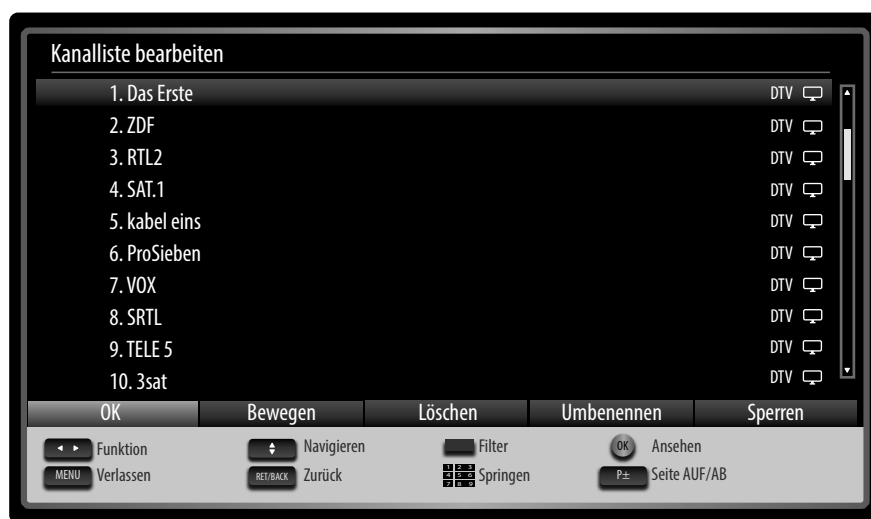 Kanalliste bearbeiten
1. Das Erste DTV
2. ZDF DTV
3. RTL2 DTV
4. SAT.1 DTV
5. kabel eins DTV
6. ProSieben DTV
7. VOX DTV
8. SRTL DTV
9. TELE 5 DTV
10. 3sat DTV
OK Bewegen Löschen Umbenennen Sperren
Funktion Navigieren Filter OK Ansehen
MENU Verlassen RET/BACK Zurück 1 2 3 4 5 6 7 8 9 Springen P± Seite AUF/AB